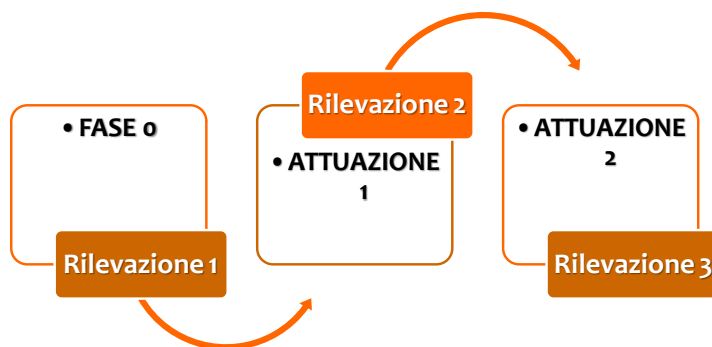 • FASE 0
Rilevazione 1
Rilevazione 2
• ATTUAZIONE
1
• ATTUAZIONE
2
Rilevazione 3